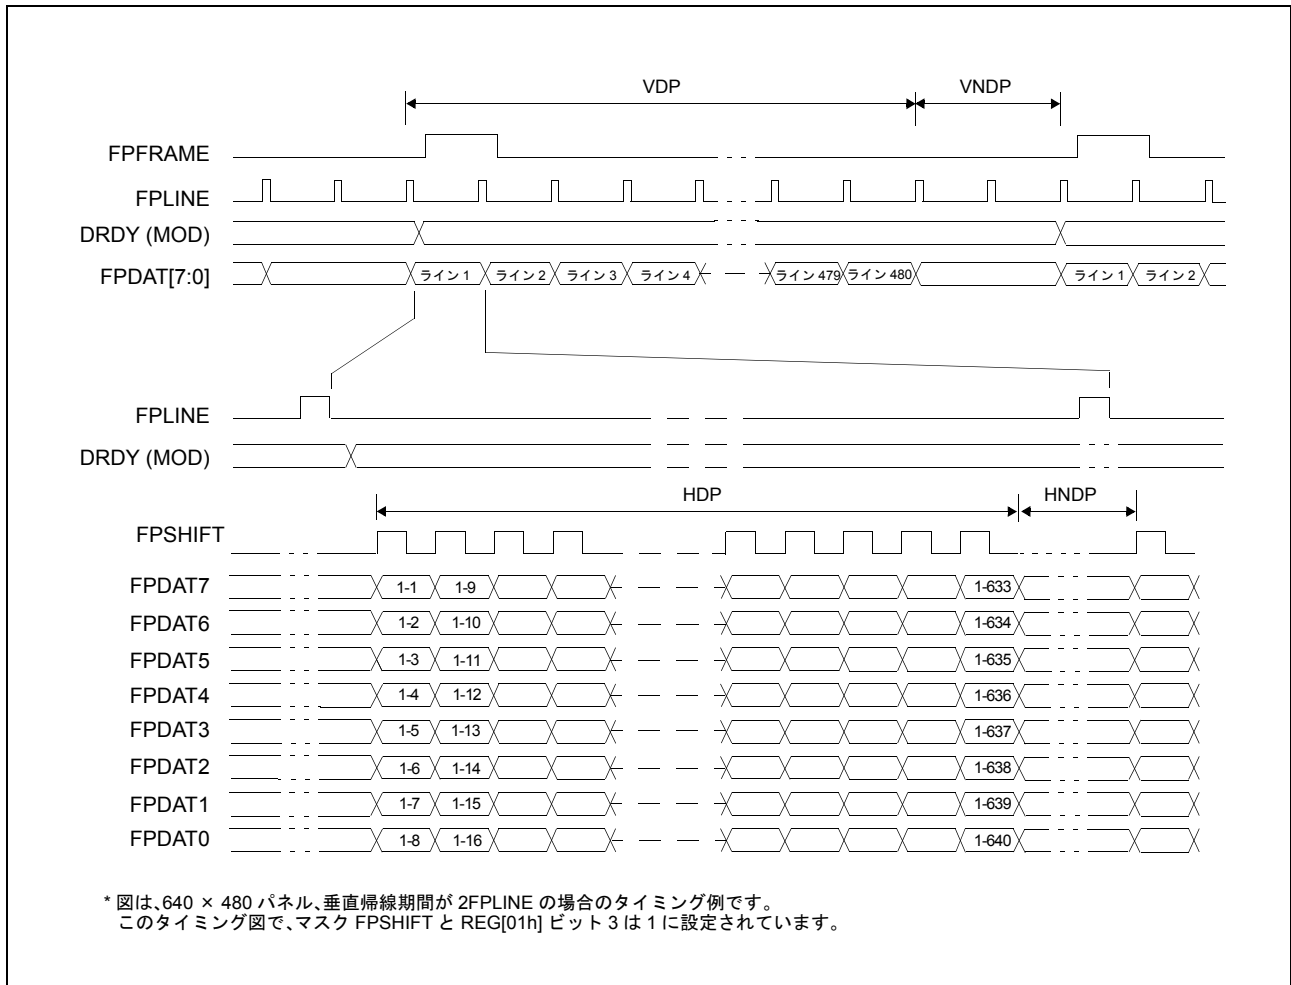 VDP VNDP
FPFRAME
FPLINE
DRDY (MOD)
FPDAT[7:0] ライン 1 ライン 2 ライン 3 ライン 4 ライン 479 ライン 480 ライン 1 ライン 2
FPLINE
DRDY (MOD)
HDP HNDP
FPSHIFT
FPDAT7 1-1 1-9 1-633
FPDAT6 1-2 1-10 1-634
FPDAT5 1-3 1-11 1-635
FPDAT4 1-4 1-12 1-636
FPDAT3 1-5 1-13 1-637
FPDAT2 1-6 1-14 1-638
FPDAT1 1-7 1-15 1-639
FPDAT0 1-8 1-16 1-640
* 図は、640 × 480 パネル、垂直帰線期間が 2FPLINE の場合のタイミング例です。
このタイミング図で、マスク FPSHIFT と REG[01h] ビット 3 は 1 に設定されています。